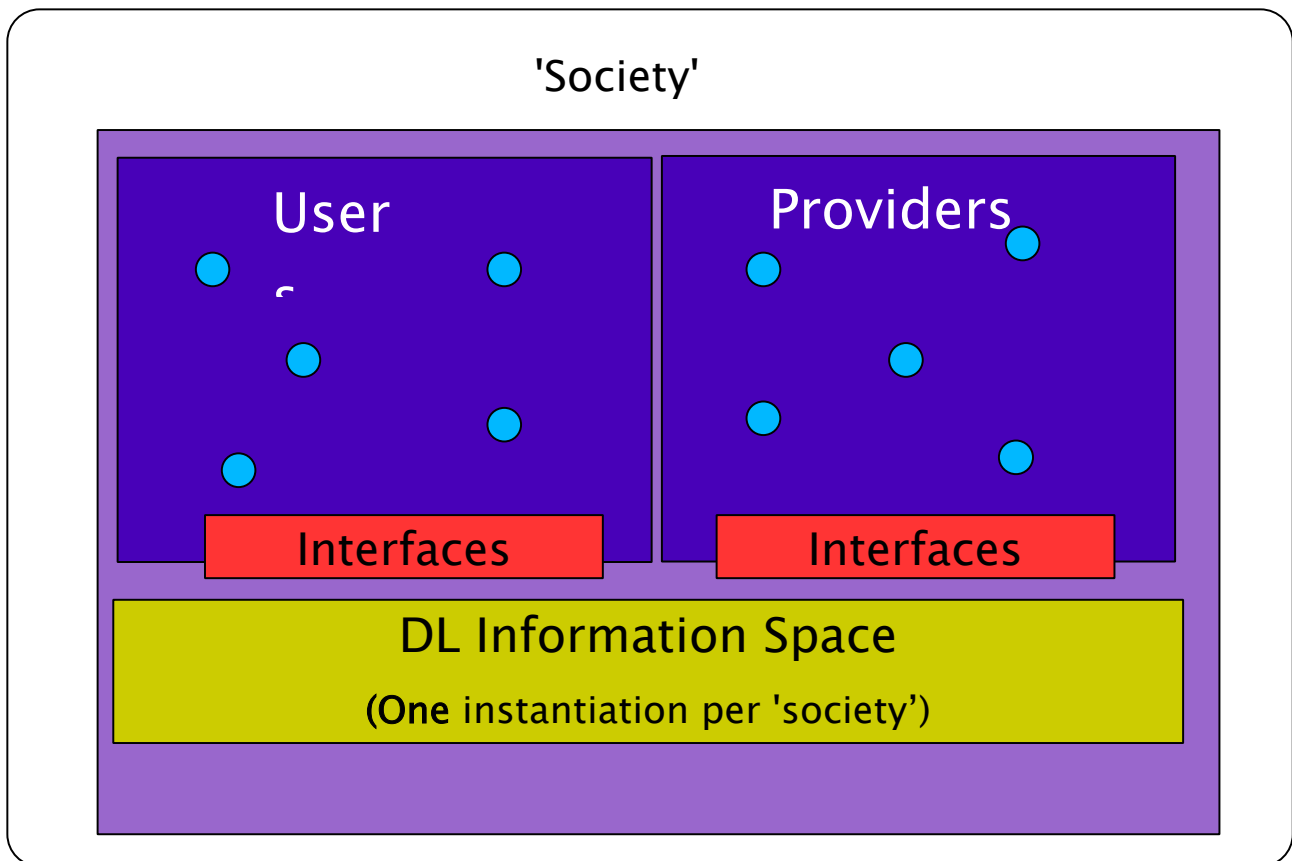 'Society'
User
s
Providers
Interfaces
Interfaces
DL Information Space
(One instantiation per 'society’)